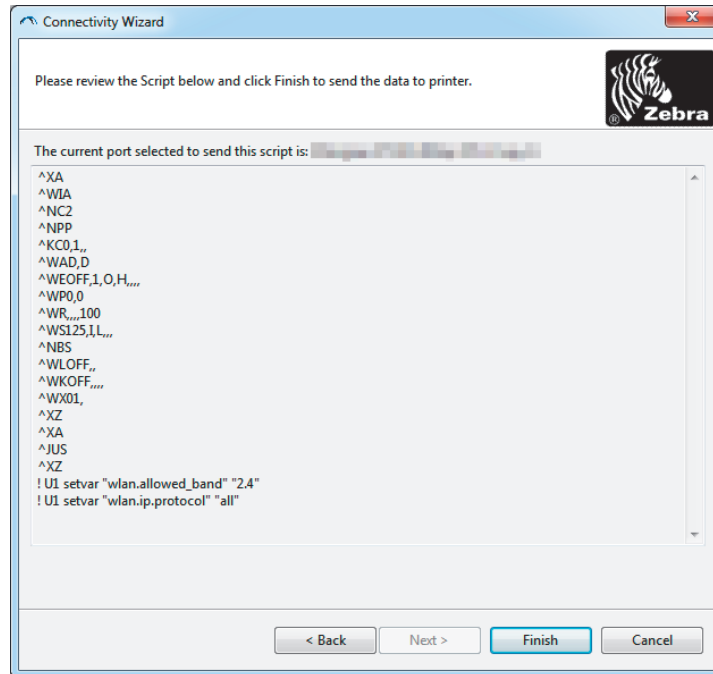 Connectivity Wizard
Please review the Script below and click Finish to send the data to printer.
® Zebra
The current port selected to send this script is:
^XA
^WIA
^NC2
^NPP
^KC0,1,,
^WAD,D
^WEOFF,1,O,H,,,,
^WP0,0
^WR,,,,100
^WS125,I,L,,,
^NBS
^WLOFF,,
^WKOFF,,,,
^WX01,
^XZ
^XA
^JUS
^XZ
! U1 setvar "wlan.allowed_band" "2.4"
! U1 setvar "wlan.ip.protocol" "all"
< Back Next > Finish Cancel